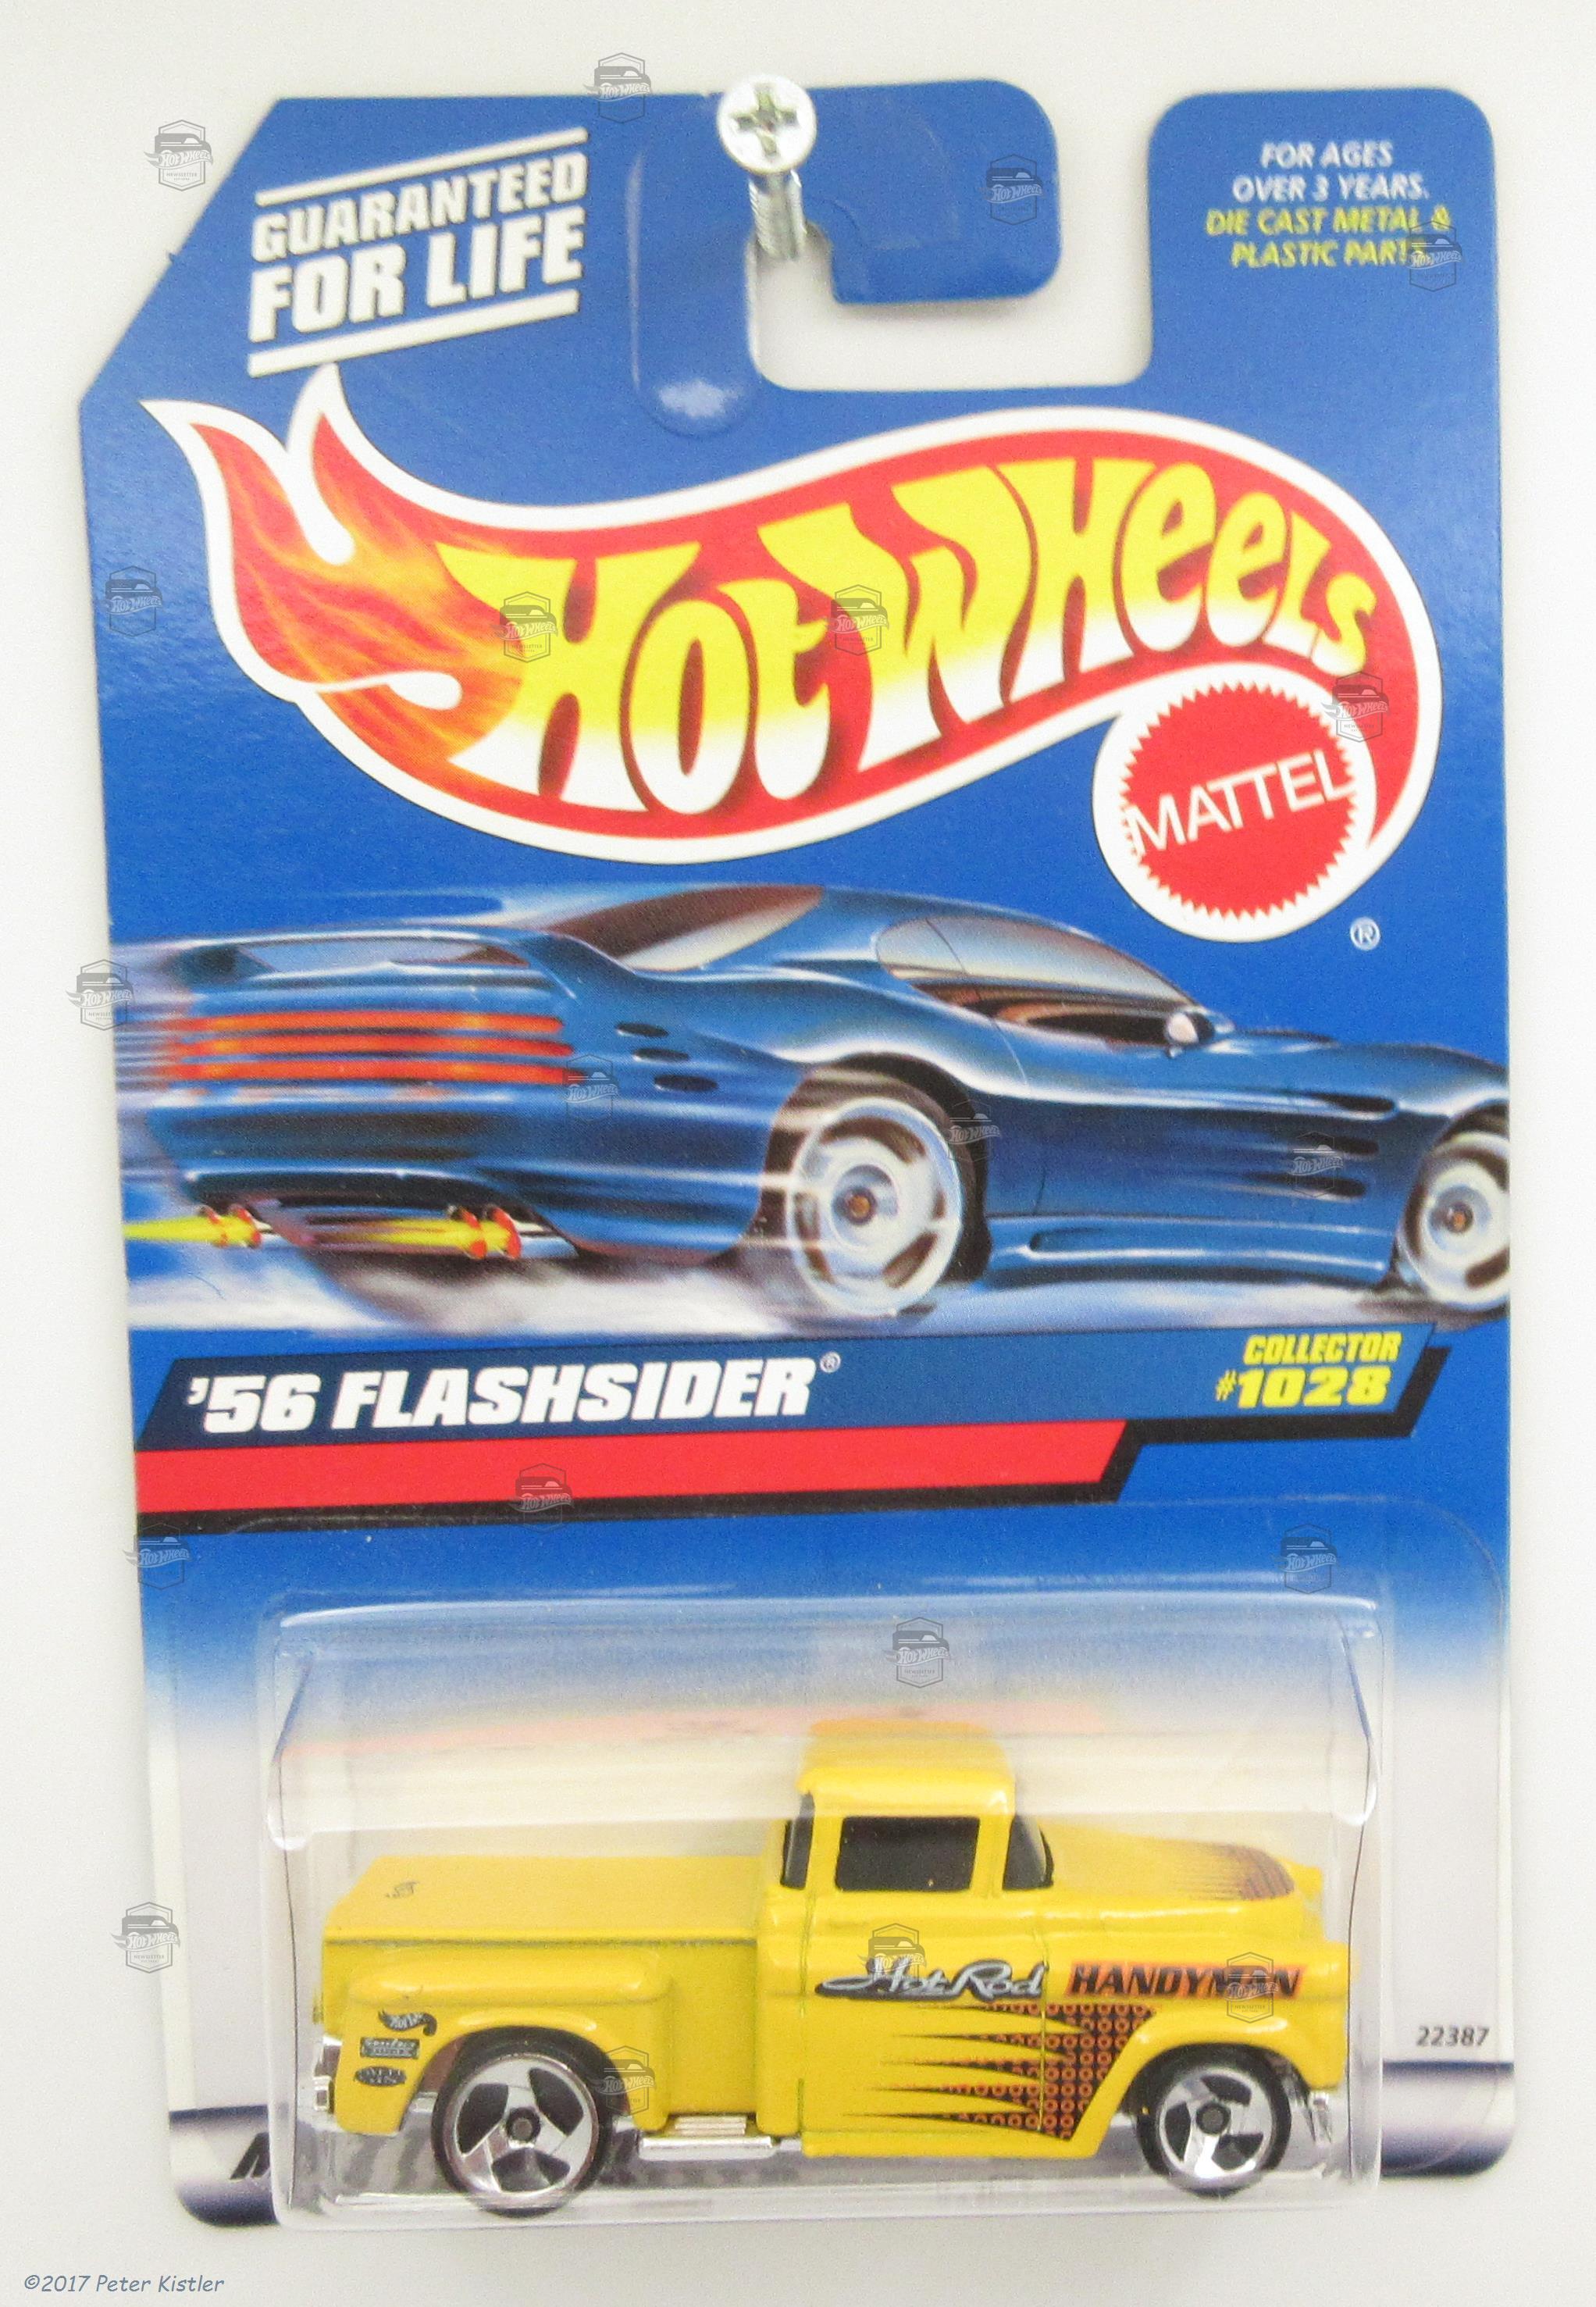 GUARANTEED
FOR LIFE
FOR AGES
OVER 3 YEARS.
DIE CAST METAL &
PLASTIC PARTS
HOT WHEELS
MATTEL
®
'56 FLASHSIDER®
COLLECTOR
#1028
Hot Rod HANDYMAN
22387
©2017 Peter Kistler